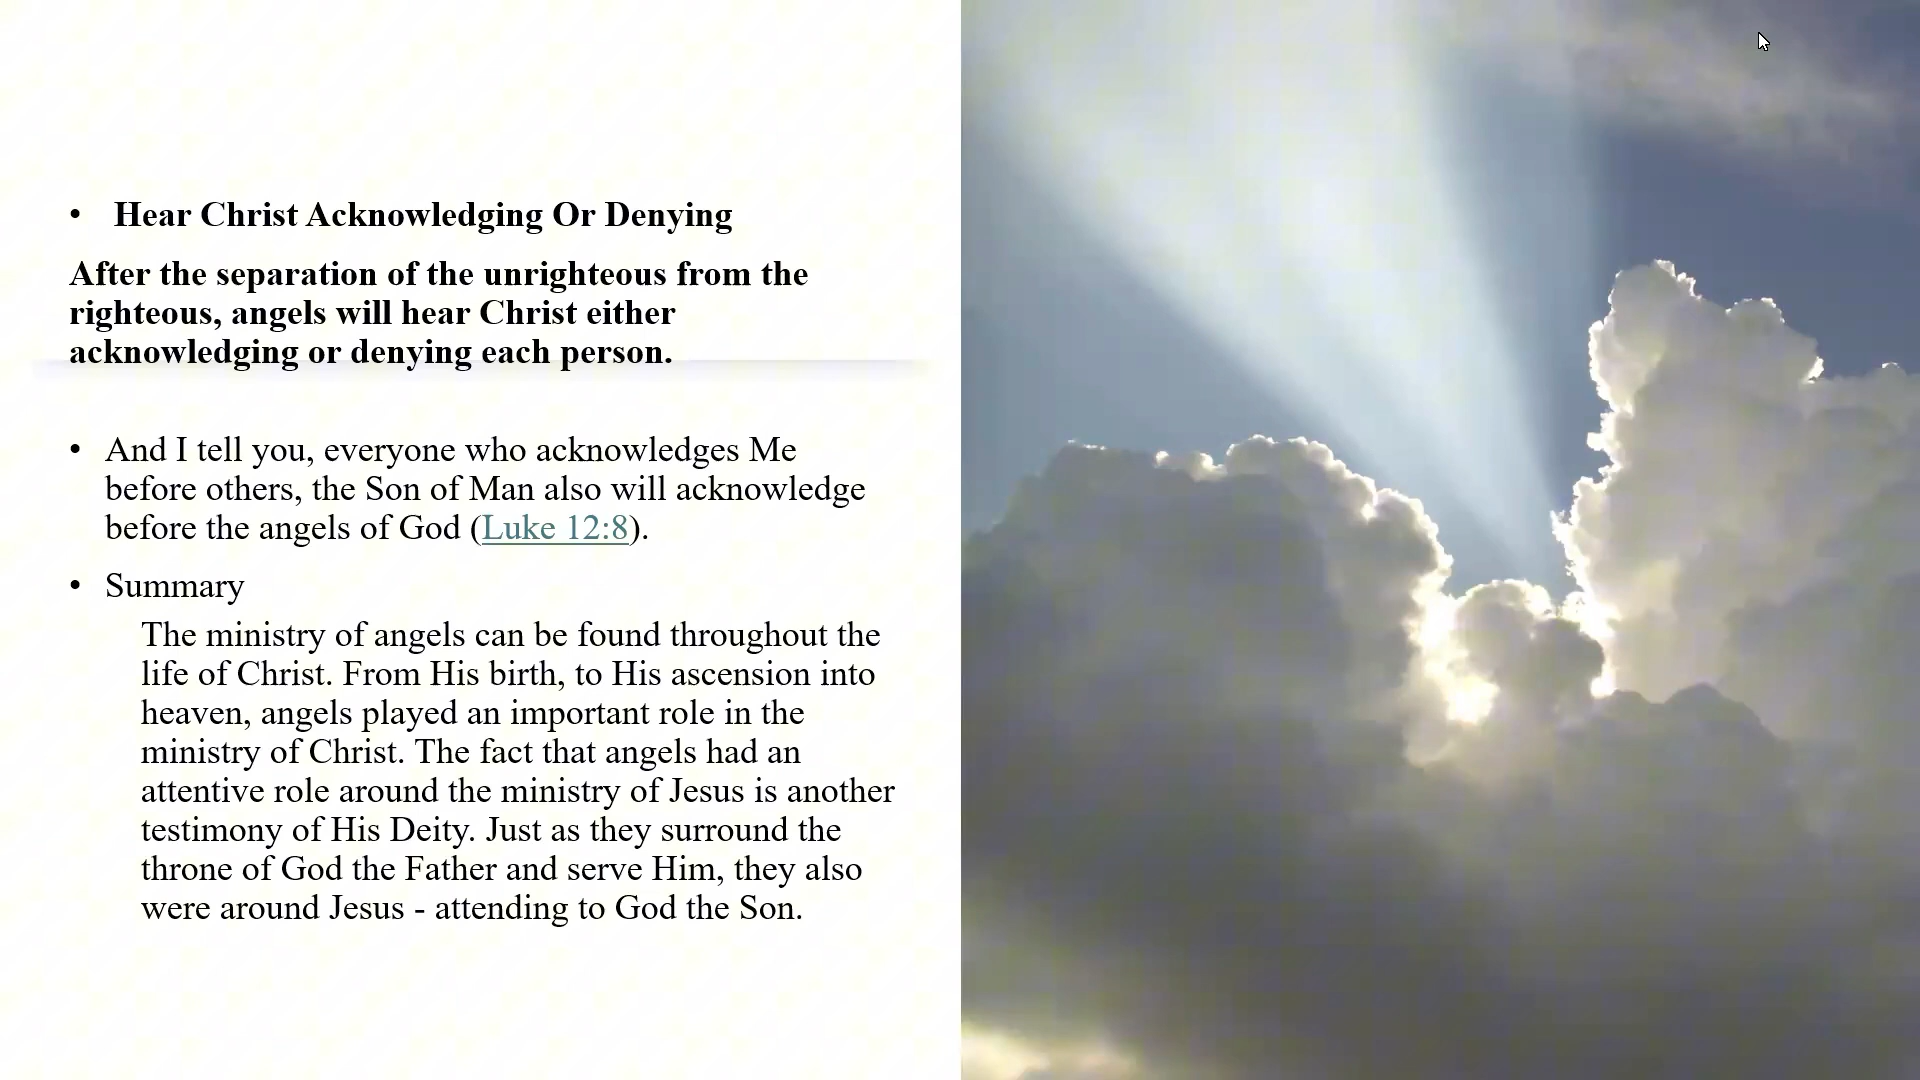 • Hear Christ Acknowledging Or Denying
After the separation of the unrighteous from the
righteous, angels will hear Christ either
acknowledging or denying each person.
• And I tell you, everyone who acknowledges Me
before others, the Son of Man also will acknowledge
before the angels of God (Luke 12:8).
• Summary
The ministry of angels can be found throughout the
life of Christ. From His birth, to His ascension into
heaven, angels played an important role in the
ministry of Christ. The fact that angels had an
attentive role around the ministry of Jesus is another
testimony of His Deity. Just as they surround the
throne of God the Father and serve Him, they also
were around Jesus - attending to God the Son.